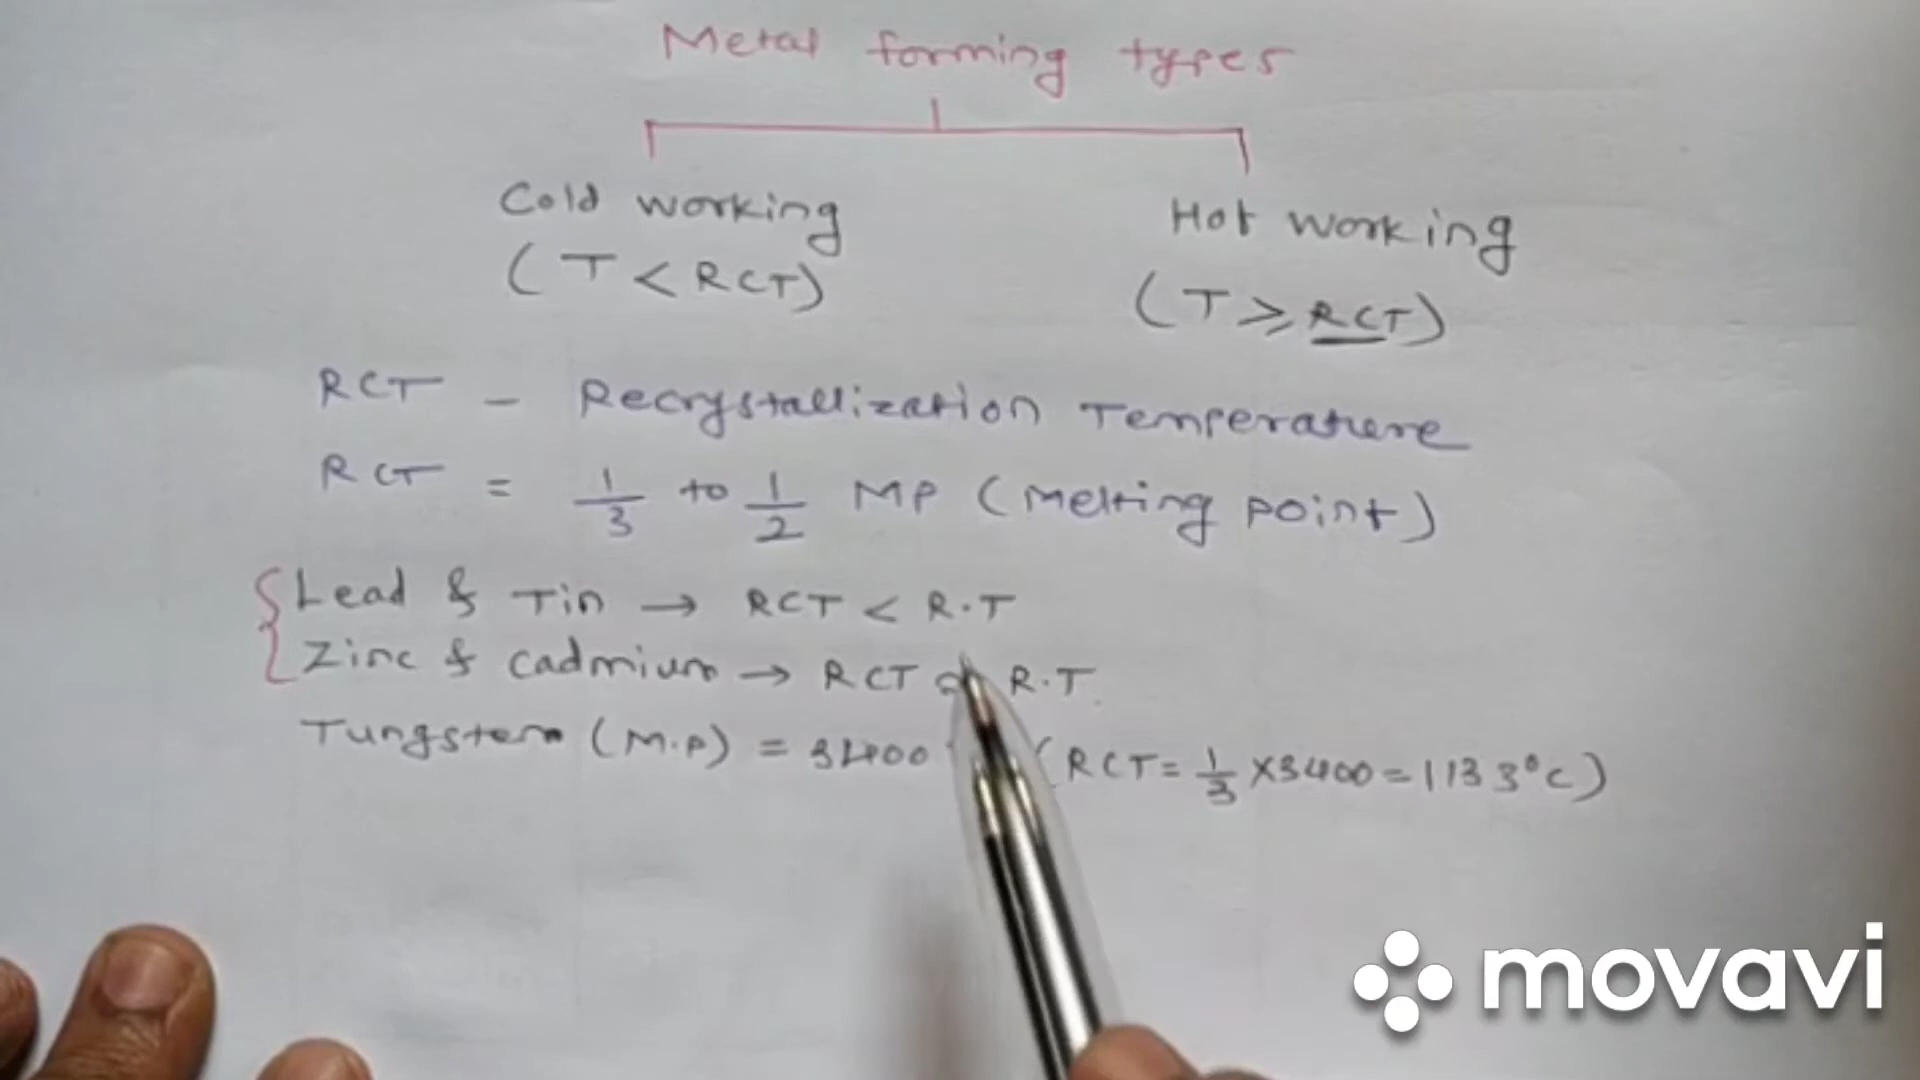 Metal forming types
Cold working
(T < RCT)
Hot working
(T ≥ RCT)
RCT - Recrystallization Temperature
RCT = 1/3 to 1/2 MP (Melting point)
Lead & Tin → RCT < R.T
Zinc & Cadmium → RCT R.T
Tungsten (M.P) = 3400 (RCT = 1/3 X3400 = 1133°C)
movavi